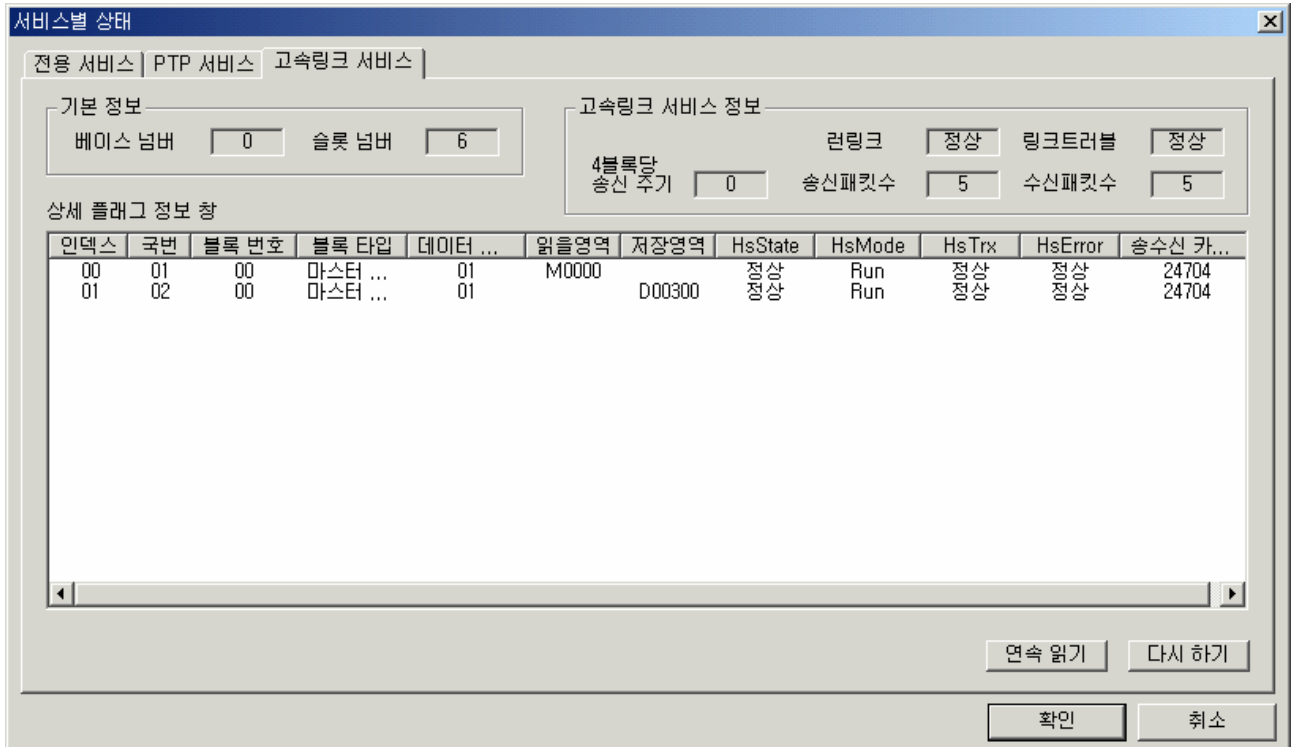 서비스별 상태
전용 서비스 PTP 서비스 고속링크 서비스
기본 정보
베이스 넘버 0 슬롯 넘버 6
고속링크 서비스 정보
런링크 정상 링크트러블 정상
4블록당
송신 주기 0 송신패킷수 5 수신패킷수 5
상세 플래그 정보 창
인덱스 국번 블록 번호 블록 타입 데이터 ... 읽을영역 저장영역 HsState HsMode HsTrx HsError 송수신 카...
00 01 00 마스터 ... 01 M0000 정상 Run 정상 정상 24704
01 02 00 마스터 ... 01 D00300 정상 Run 정상 정상 24704
연속 읽기 다시 하기
확인 취소